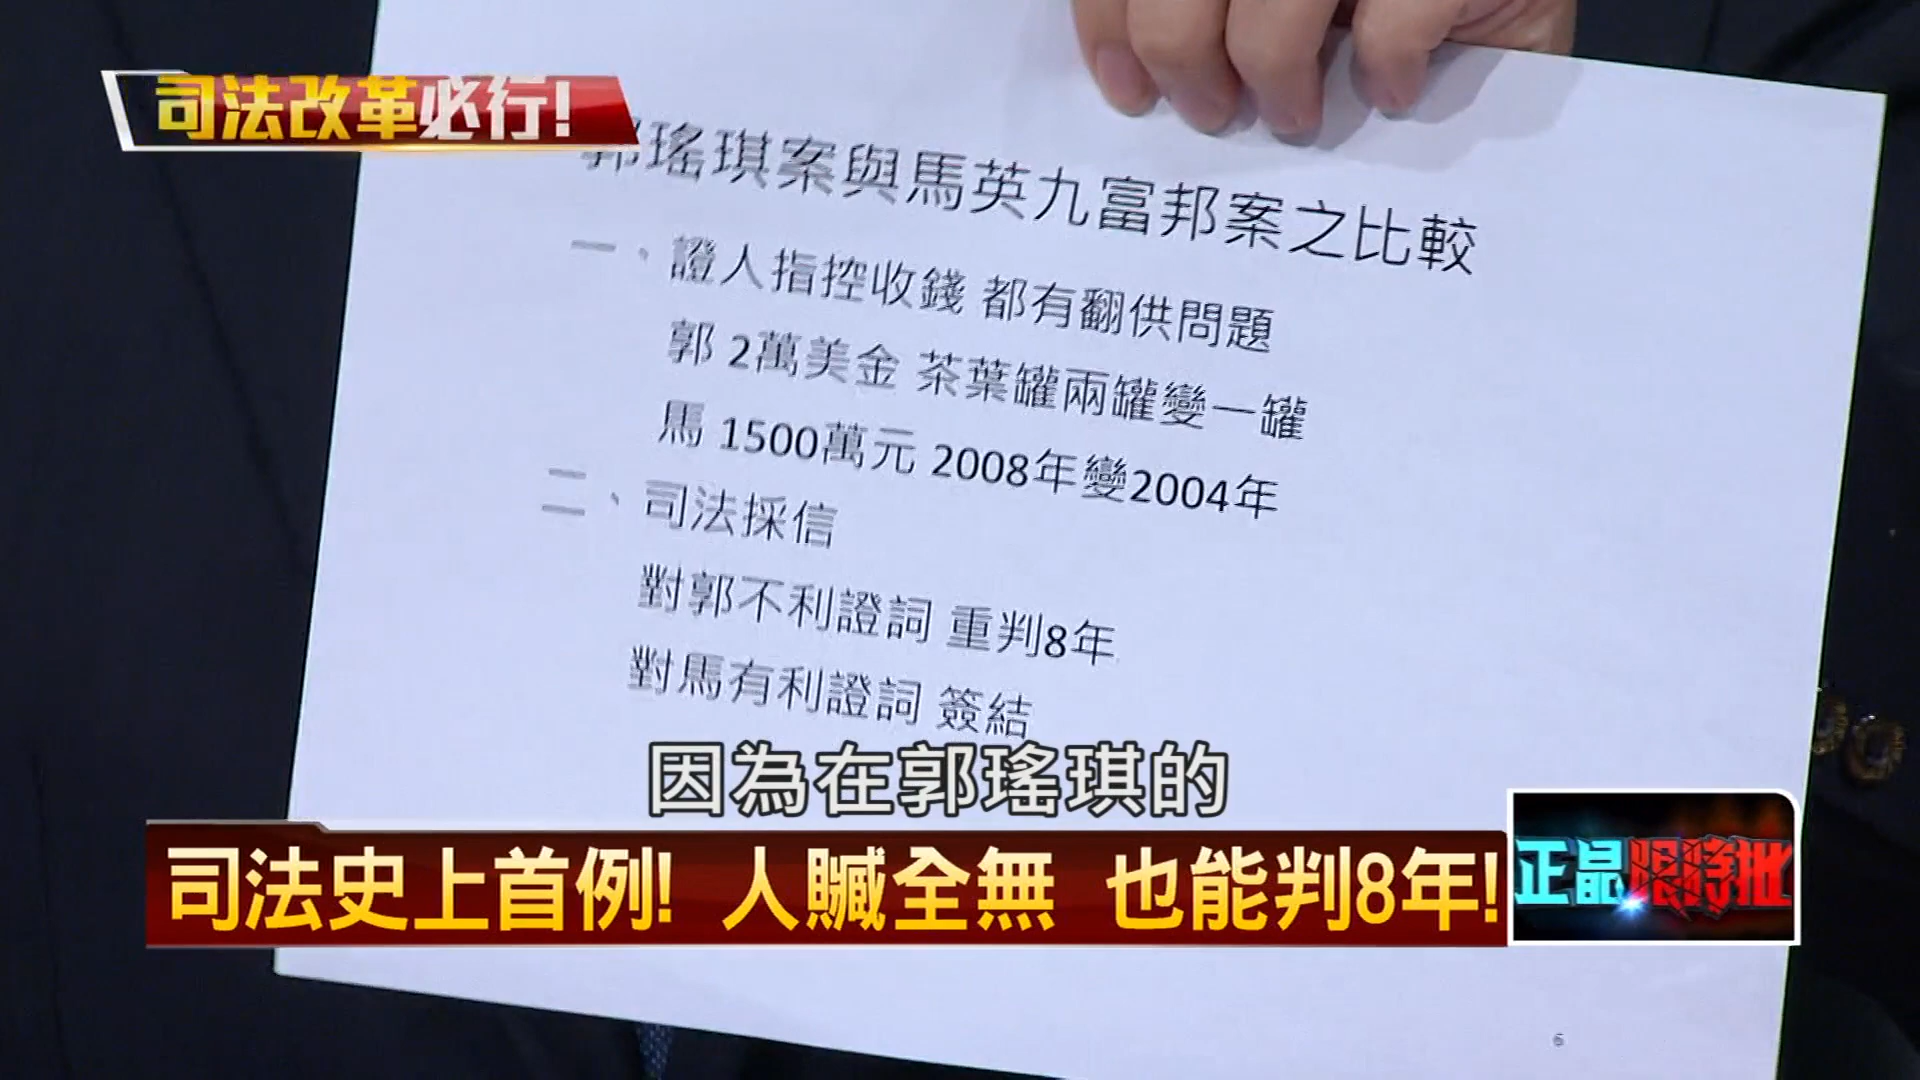 司法改革必行!
郭瑤琪案與馬英九富邦案之比較
一、證人指控收錢 都有翻供問題
郭 2萬美金 茶葉罐兩罐變一罐
馬 1500萬元 2008年變2004年
二、司法採信
對郭不利證詞 重判8年
對馬有利證詞 簽結
因為在郭瑤琪的
司法史上首例! 人贓全無 也能判8年!
正晶限時批
6